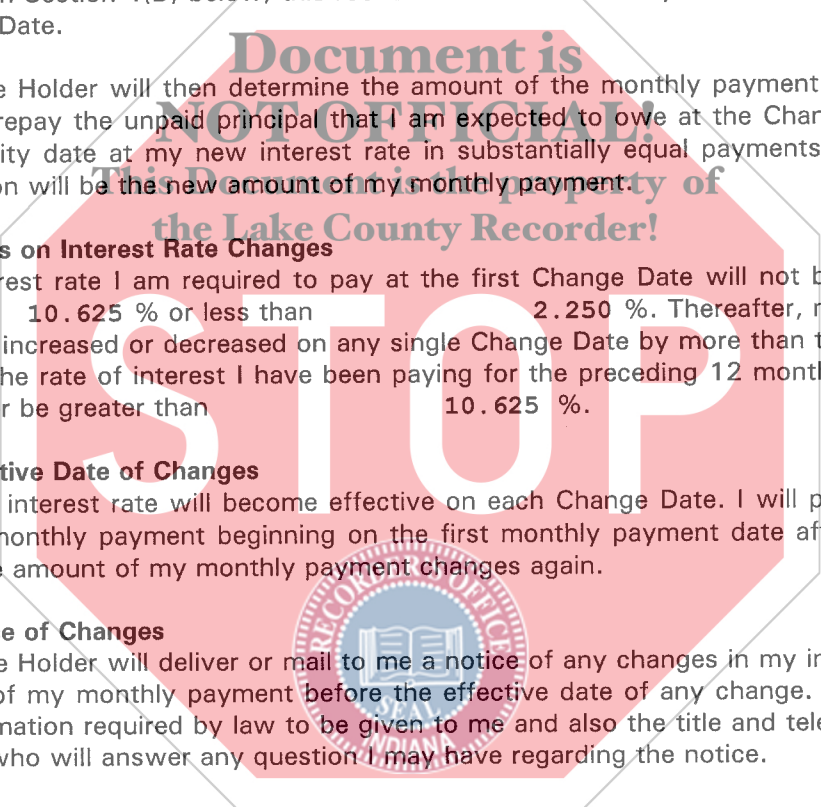 Date.
Document is
e Holder will then determine the amount of the monthly payment
NOT OFFICIAL!
repay the unpaid principal that I am expected to owe at the Chan
ity date at my new interest rate in substantially equal payments
This Document is the property of
on will be the new amount of my monthly payment.
the Lake County Recorder!
s on Interest Rate Changes
rest rate I am required to pay at the first Change Date will not b
10.625 % or less than 2.250 %. Thereafter, r
increased or decreased on any single Change Date by more than t
he rate of interest I have been paying for the preceding 12 month
r be greater than 10.625 %.
STOP
tive Date of Changes
interest rate will become effective on each Change Date. I will p
nonthly payment beginning on the first monthly payment date aft
e amount of my monthly payment changes again.
e of Changes
e Holder will deliver or mail to me a notice of any changes in my in
of my monthly payment before the effective date of any change.
mation required by law to be given to me and also the title and tele
who will answer any question I may have regarding the notice.
RECORDER'S OFFICE
SEAL
INDIANA